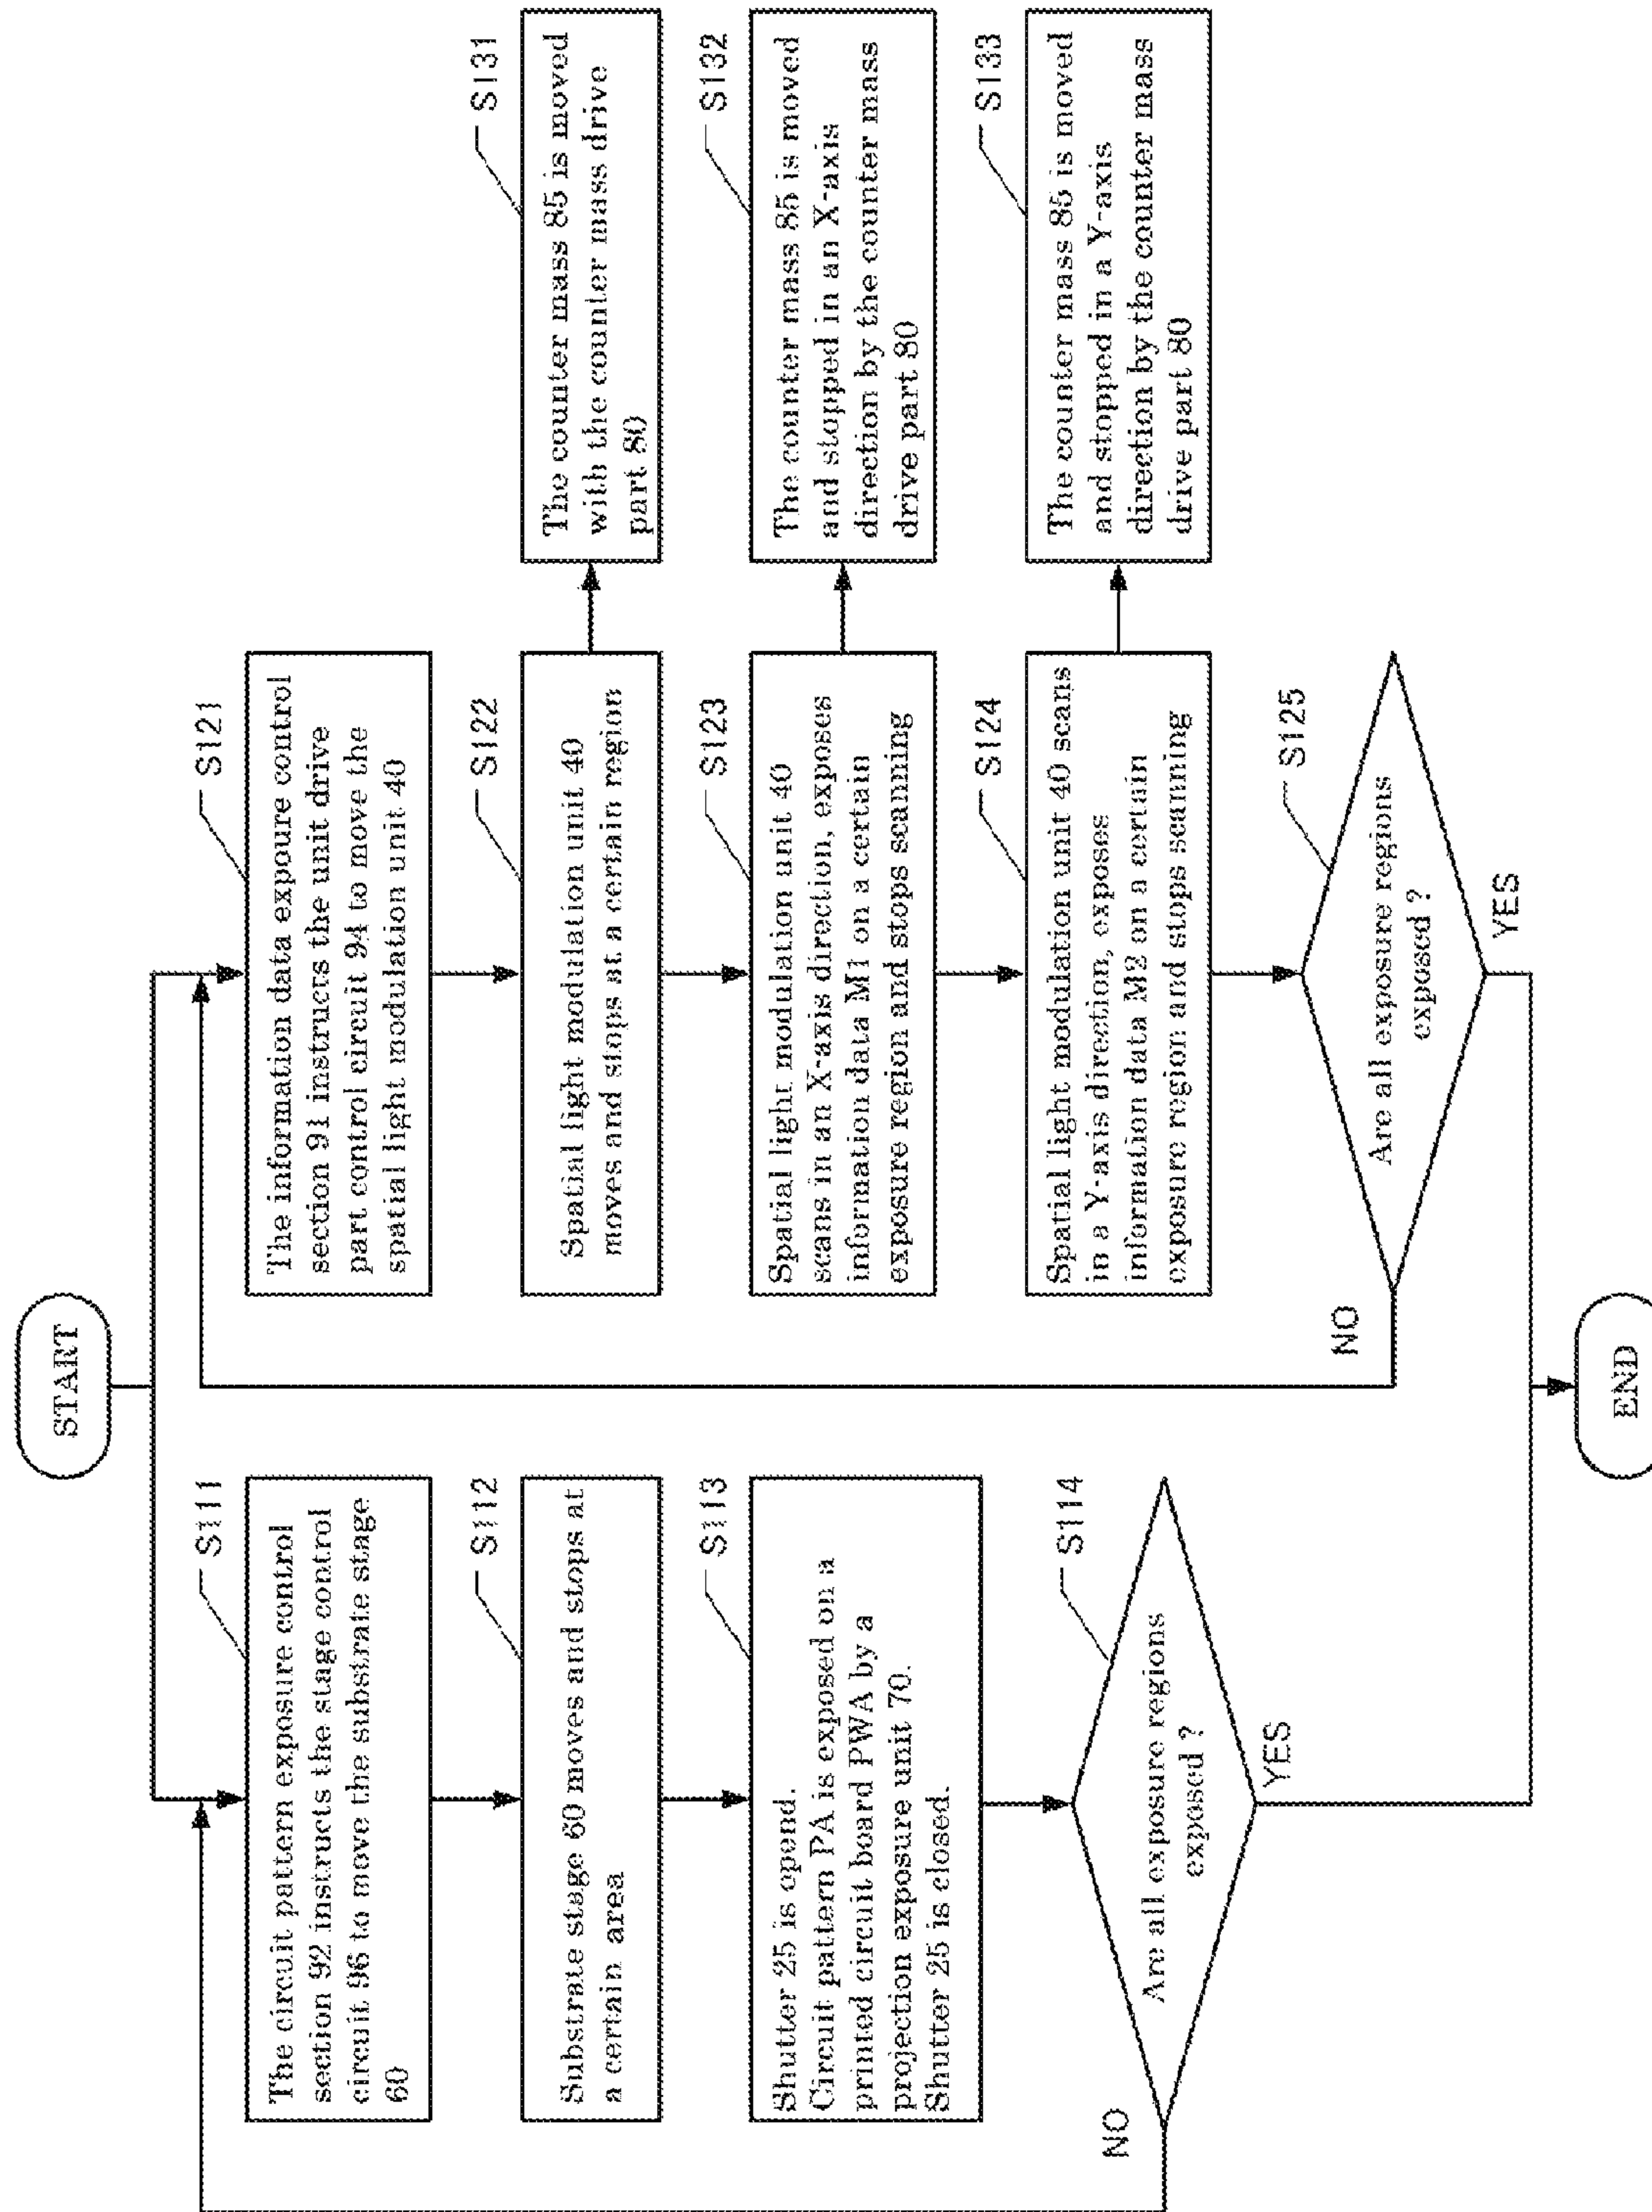 START
S111
The circuit pattern exposure control
section 92 instructs the stage control
circuit 96 to move the substrate stage
60
S112
Substrate stage 60 moves and stops at
a certain area
S113
Shutter 25 is opend.
Circuit pattern PA is exposed on a
printed circuit board PWA by a
projection exposure unit 70.
Shutter 25 is closed.
S114
Are all exposure regions
exposed ?
NO
YES
S121
The information data expoure control
section 91 instructs the unit drive
part control circuit 94 to move the
spatial light modulation unit 40
S122
Spatial light modulation unit 40
moves and stops at a certain region
S123
Spatial light modulation unit 40
scans in an X-axis direction, exposes
information data M1 on a certain
exposure region and stops scanning
S124
Spatial light modulation unit 40 scans
in a Y-axis direction, exposes
information data M2 on a certain
exposure region and stops scanning
S125
Are all exposure regions
exposed ?
NO
YES
S131
The counter mass 85 is moved
with the counter mass drive
part 80
S132
The counter mass 85 is moved
and stopped in an X-axis
direction by the counter mass
drive part 80
S133
The counter mass 85 is moved
and stopped in a Y-axis
direction by the counter mass
drive part 80
END